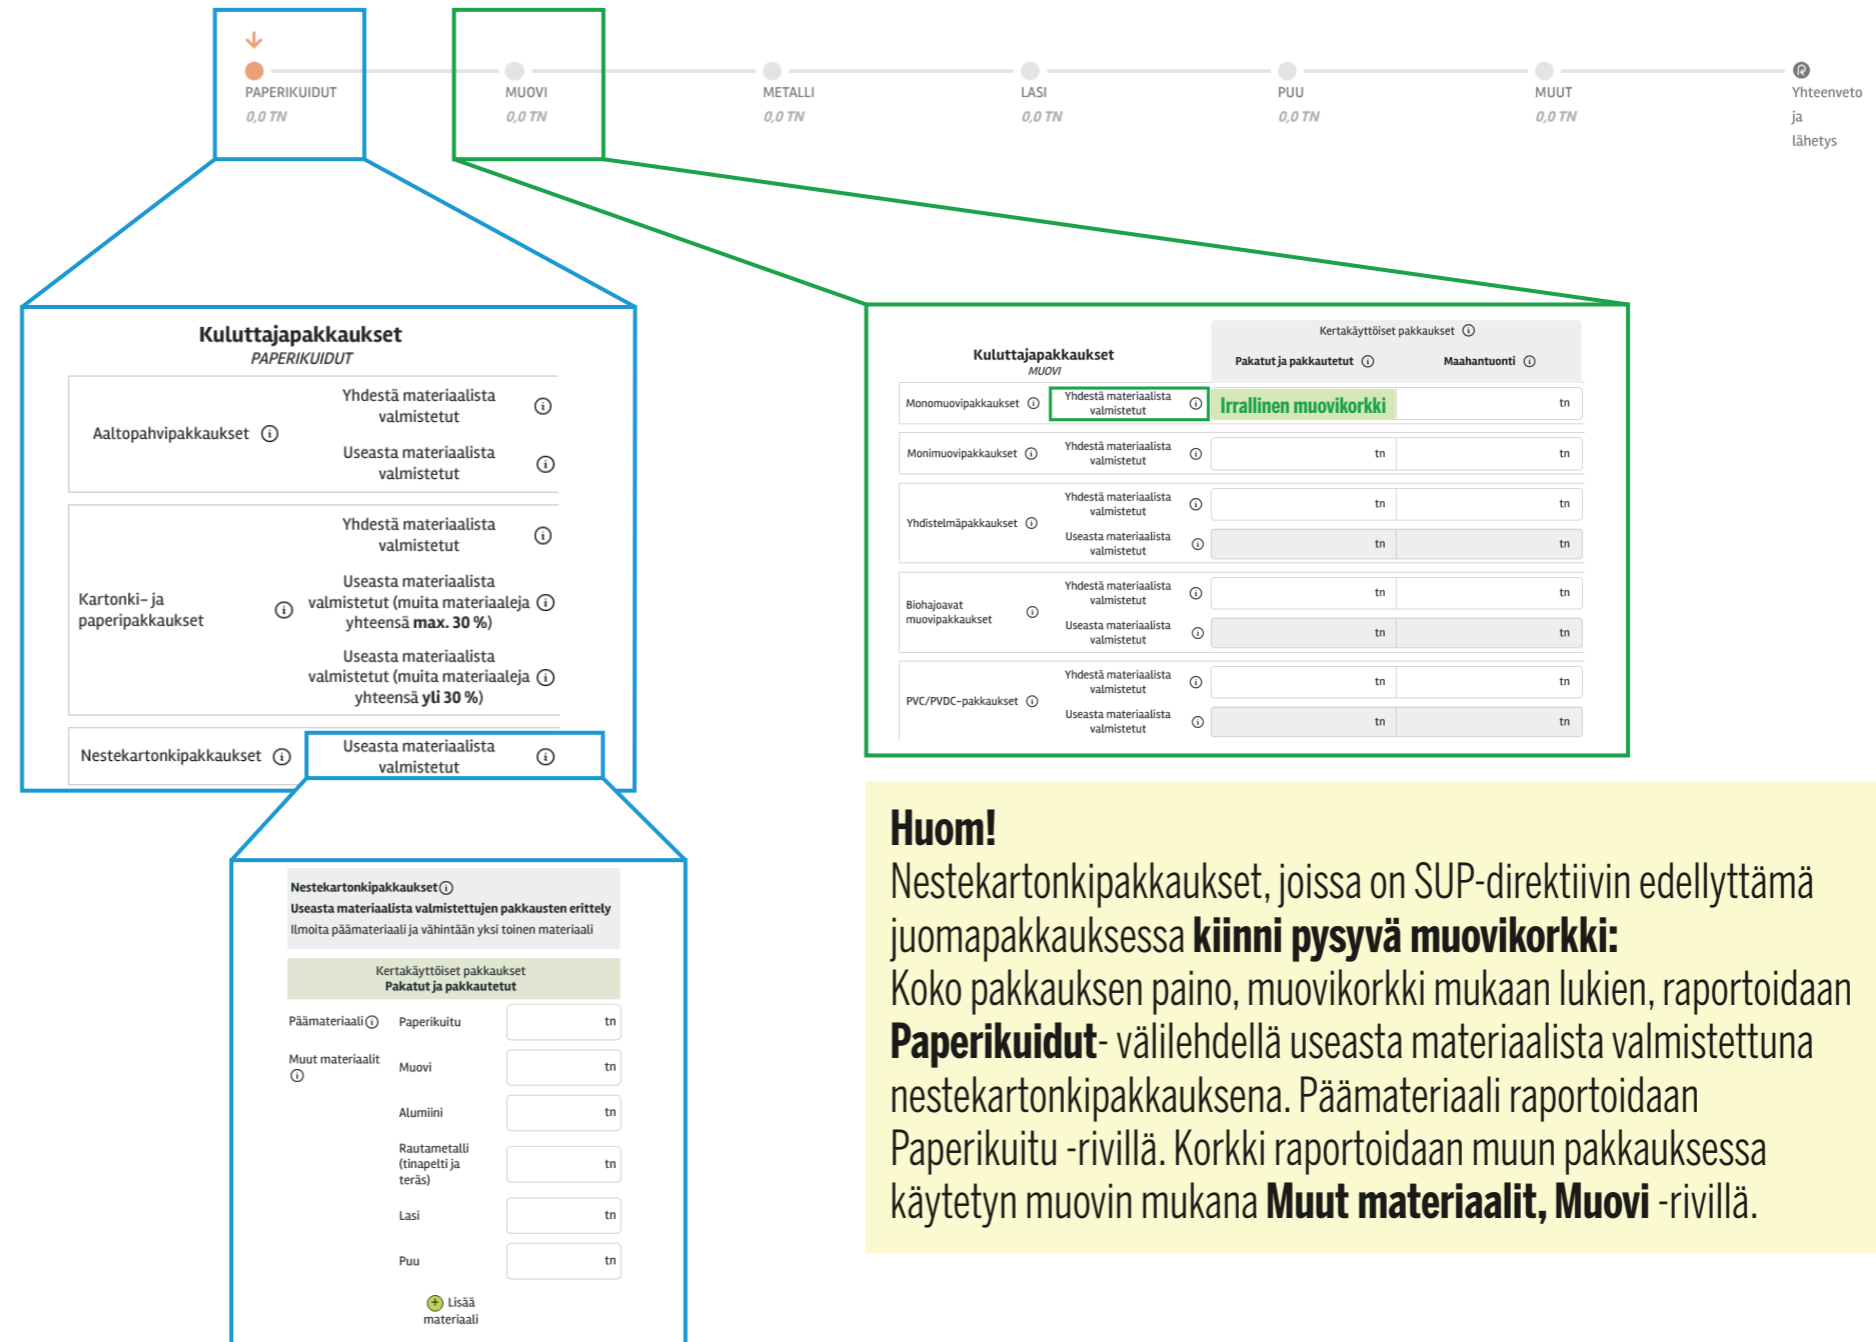 PAPERIKUIDUT
0,0 TN
MUOVI
0,0 TN
METALLI
0,0 TN
LASI
0,0 TN
PUU
0,0 TN
MUUT
0,0 TN
Yhteenveto
ja
lähetys
Kuluttajapakkaukset
PAPERIKUIDUT
Aaltopahvipakkaukset
Yhdestä materiaalista
valmistetut
Useasta materiaalista
valmistetut
Kartonki- ja
paperipakkaukset
Yhdestä materiaalista
valmistetut
Useasta materiaalista
valmistetut (muita materiaaleja
yhteensä max. 30 %)
Useasta materiaalista
valmistetut (muita materiaaleja
yhteensä yli 30 %)
Nestekartonkipakkaukset
Useasta materiaalista
valmistetut
Nestekartonkipakkaukset
Useasta materiaalista valmistettujen pakkausten erittely
Ilmoita päämateriaali ja vähintään yksi toinen materiaali
Kertakäyttöiset pakkaukset
Pakatut ja pakkautetut
Päämateriaali Paperikuitu tn
Muut materiaalit Muovi tn
Alumiini tn
Rautametalli
(tinapelti ja
teräs)
tn
Lasi tn
Puu tn
Lisää
materiaali
Kuluttajapakkaukset
MUOVI
Kertakäyttöiset pakkaukset
Pakatut ja pakkautetut Maahantuonti
Monomuovipakkaukset
Yhdestä materiaalista
valmistetut
Irrallinen muovikorkki tn
Monimuovipakkaukset
Yhdestä materiaalista
valmistetut
tn tn
Yhdistelmäpakkaukset
Yhdestä materiaalista
valmistetut
tn tn
Useasta materiaalista
valmistetut
tn tn
Biohajoavat
muovipakkaukset
Yhdestä materiaalista
valmistetut
tn tn
Useasta materiaalista
valmistetut
tn tn
PVC/PVDC-pakkaukset
Yhdestä materiaalista
valmistetut
tn tn
Useasta materiaalista
valmistetut
tn tn
Huom!
Nestekartonkipakkaukset, joissa on SUP-direktiivin edellyttämä
juomapakkauksessa kiinni pysyvä muovikorkki:
Koko pakkauksen paino, muovikorkki mukaan lukien, raportoidaan
Paperikuidut- välilehdellä useasta materiaalista valmistettuna
nestekartonkipakkauksena. Päämateriaali raportoidaan
Paperikuitu -rivillä. Korkki raportoidaan muun pakkauksessa
käytetyn muovin mukana Muut materiaalit, Muovi -rivillä.